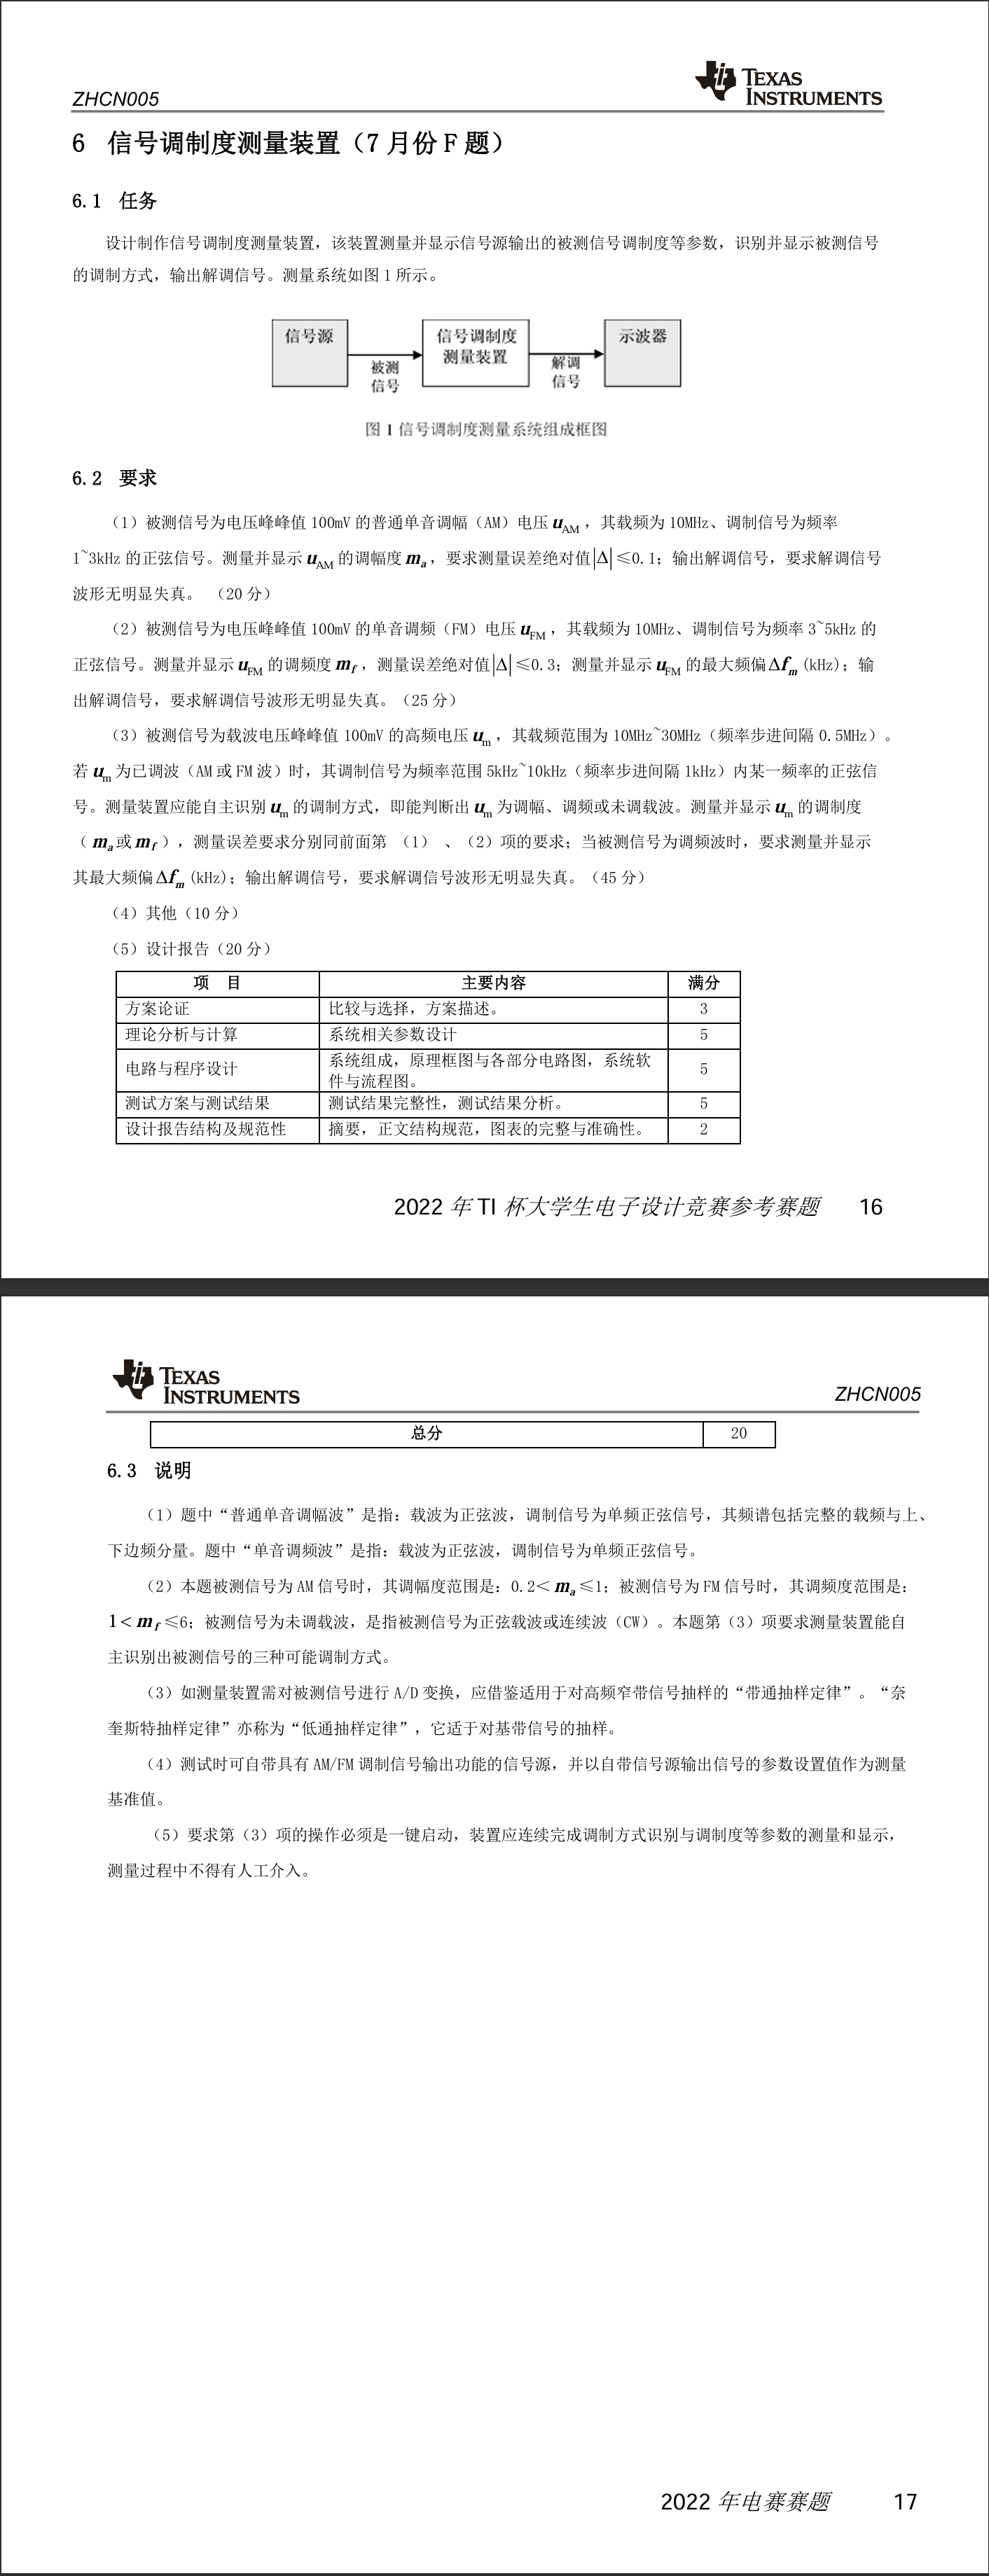 ZHCN005
TEXAS
INSTRUMENTS
6 信号调制度测量装置（7 月份 F 题）
6.1 任务
设计制作信号调制度测量装置，该装置测量并显示信号源输出的被测信号调制度等参数，识别并显示被测信号
的调制方式，输出解调信号。测量系统如图 1 所示。
信号源
被测
信号
信号调制度
测量装置
解调
信号
示波器
图 1 信号调制度测量系统组成框图
6.2 要求
（1）被测信号为电压峰峰值 100mV 的普通单音调幅（AM）电压 uAM ，其载频为 10MHz、调制信号为频率
1~3kHz 的正弦信号。测量并显示 uAM 的调幅度 ma，要求测量误差绝对值|Δ|≤0.1；输出解调信号，要求解调信号
波形无明显失真。 （20 分）
（2）被测信号为电压峰峰值 100mV 的单音调频（FM）电压 uFM ，其载频为 10MHz、调制信号为频率 3~5kHz 的
正弦信号。测量并显示 uFM 的调频度 mf ，测量误差绝对值|Δ|≤0.3；测量并显示 uFM 的最大频偏Δfm (kHz)；输
出解调信号，要求解调信号波形无明显失真。（25 分）
（3）被测信号为载波电压峰峰值 100mV 的高频电压 um ，其载频范围为 10MHz~30MHz（频率步进间隔 0.5MHz）。
若 um 为已调波（AM 或 FM 波）时，其调制信号为频率范围 5kHz~10kHz（频率步进间隔 1kHz）内某一频率的正弦信
号。测量装置应能自主识别 um 的调制方式，即能判断出 um 为调幅、调频或未调载波。测量并显示 um 的调制度
（ ma 或 mf ），测量误差要求分别同前面第 （1） 、（2）项的要求；当被测信号为调频波时，要求测量并显示
其最大频偏Δfm (kHz)；输出解调信号，要求解调信号波形无明显失真。（45 分）
（4）其他（10 分）
（5）设计报告（20 分）
项 目 主要内容 满分
方案论证 比较与选择，方案描述。 3
理论分析与计算 系统相关参数设计 5
电路与程序设计 系统组成，原理框图与各部分电路图，系统软
件与流程图。 5
测试方案与测试结果 测试结果完整性，测试结果分析。 5
设计报告结构及规范性 摘要，正文结构规范，图表的完整与准确性。 2
2022 年 TI 杯大学生电子设计竞赛参考赛题 16
TEXAS
INSTRUMENTS
ZHCN005
总分 20
6.3 说明
（1）题中“普通单音调幅波”是指：载波为正弦波，调制信号为单频正弦信号，其频谱包括完整的载频与上、
下边频分量。题中“单音调频波”是指：载波为正弦波，调制信号为单频正弦信号。
（2）本题被测信号为 AM 信号时，其调幅度范围是：0.2＜ ma ≤1；被测信号为 FM 信号时，其调频度范围是：
1＜ mf ≤6；被测信号为未调载波，是指被测信号为正弦载波或连续波（CW）。本题第（3）项要求测量装置能自
主识别出被测信号的三种可能调制方式。
（3）如测量装置需对被测信号进行 A/D 变换，应借鉴适用于对高频窄带信号抽样的“带通抽样定律”。“奈
奎斯特抽样定律”亦称为“低通抽样定律”，它适于对基带信号的抽样。
（4）测试时可自带具有 AM/FM 调制信号输出功能的信号源，并以自带信号源输出信号的参数设置值作为测量
基准值。
（5）要求第（3）项的操作必须是一键启动，装置应连续完成调制方式识别与调制度等参数的测量和显示，
测量过程中不得有人工介入。
2022 年电赛赛题 17